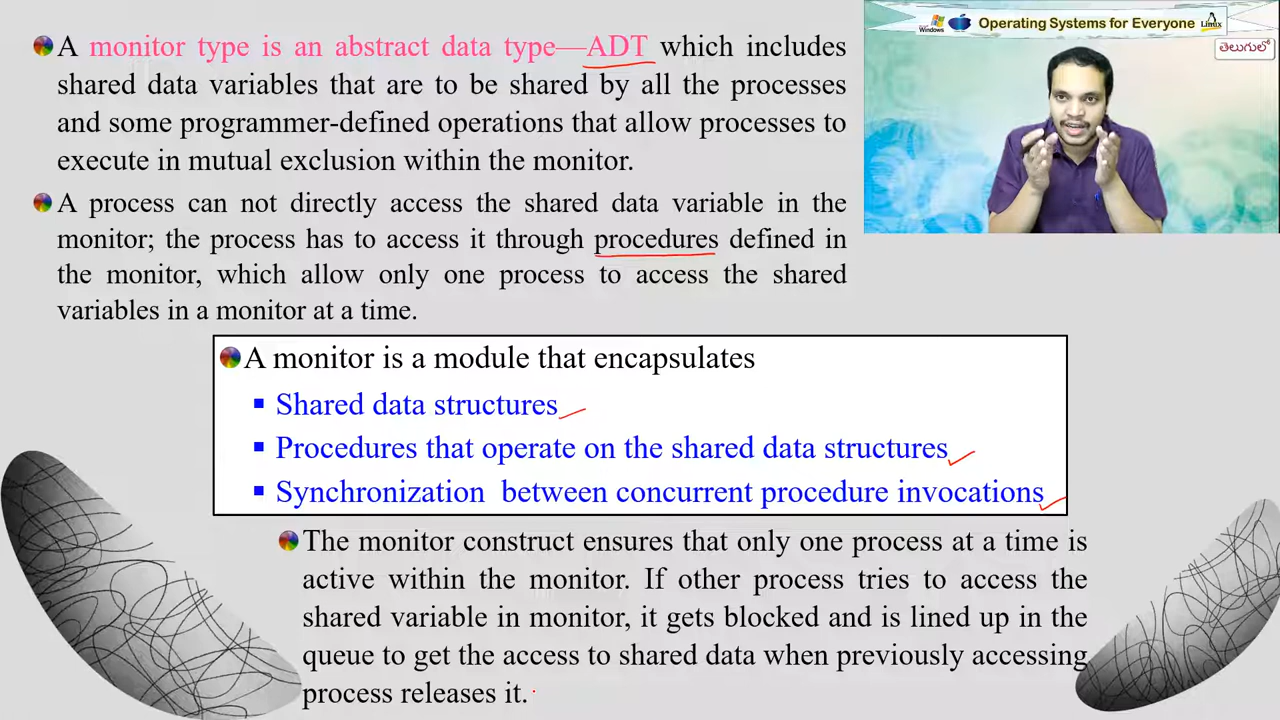 A monitor type is an abstract data type—ADT which includes
shared data variables that are to be shared by all the processes
and some programmer-defined operations that allow processes to
execute in mutual exclusion within the monitor.
A process can not directly access the shared data variable in the
monitor; the process has to access it through procedures defined in
the monitor, which allow only one process to access the shared
variables in a monitor at a time.
A monitor is a module that encapsulates
Shared data structures
Procedures that operate on the shared data structures
Synchronization between concurrent procedure invocations
The monitor construct ensures that only one process at a time is
active within the monitor. If other process tries to access the
shared variable in monitor, it gets blocked and is lined up in the
queue to get the access to shared data when previously accessing
process releases it.
Windows
Operating Systems for Everyone
Linux
తెలుగులో